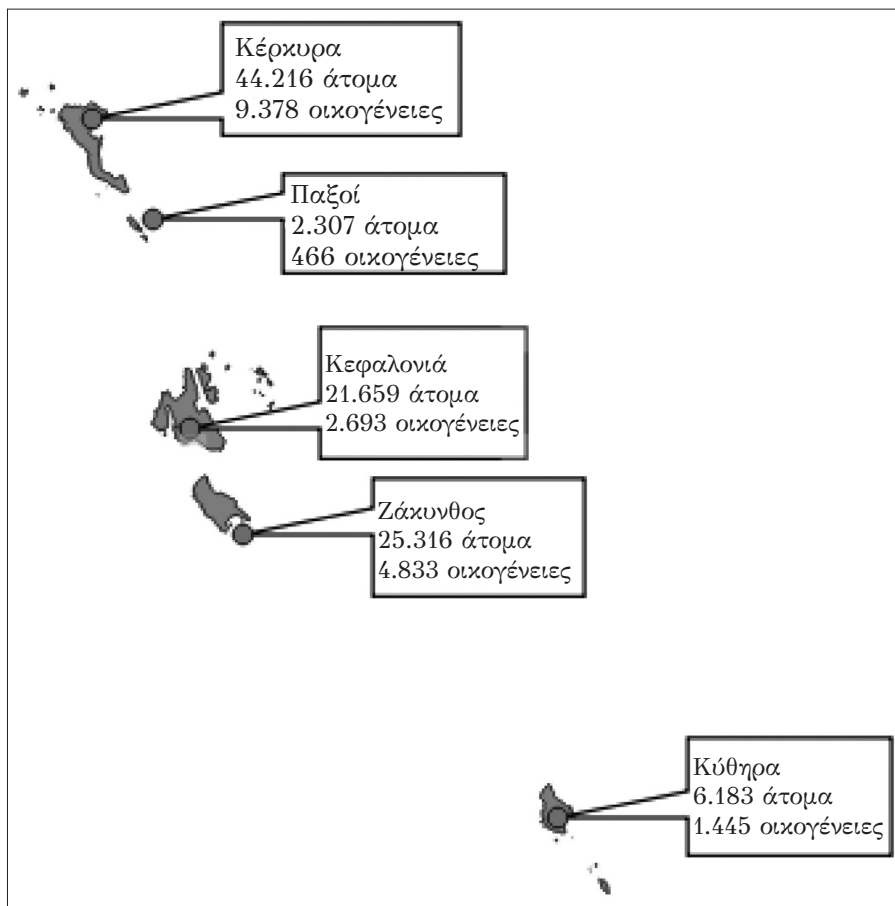 Κέρκυρα
44.216 άτομα
9.378 οικογένειες
Παξοί
2.307 άτομα
466 οικογένειες
Κεφαλονιά
21.659 άτομα
2.693 οικογένειες
Ζάκυνθος
25.316 άτομα
4.833 οικογένειες
Κύθηρα
6.183 άτομα
1.445 οικογένειες